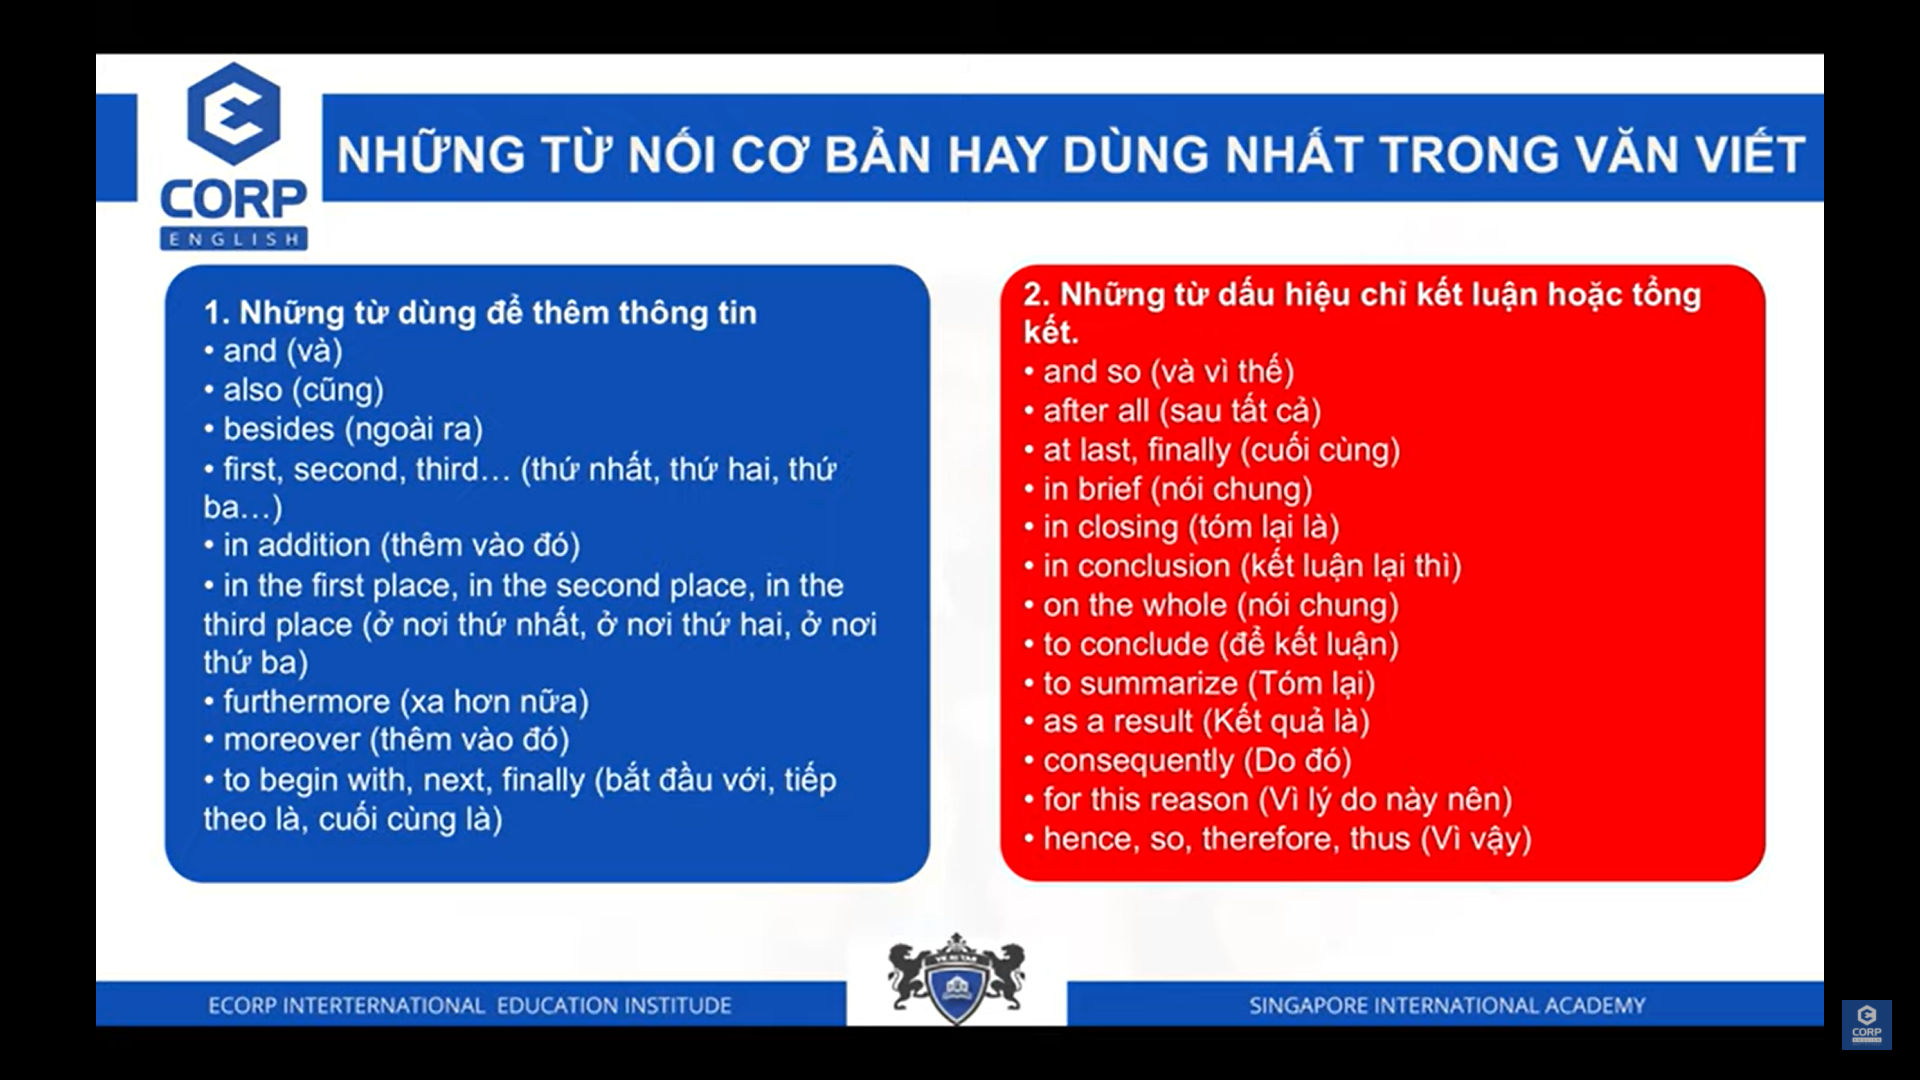 CORP
ENGLISH
NHỮNG TỪ NỐI CƠ BẢN HAY DÙNG NHẤT TRONG VĂN VIẾT
1. Những từ dùng để thêm thông tin
• and (và)
• also (cũng)
• besides (ngoài ra)
• first, second, third… (thứ nhất, thứ hai, thứ
ba…)
• in addition (thêm vào đó)
• in the first place, in the second place, in the
third place (ở nơi thứ nhất, ở nơi thứ hai, ở nơi
thứ ba)
• furthermore (xa hơn nữa)
• moreover (thêm vào đó)
• to begin with, next, finally (bắt đầu với, tiếp
theo là, cuối cùng là)
2. Những từ dấu hiệu chỉ kết luận hoặc tổng
kết.
• and so (và vì thế)
• after all (sau tất cả)
• at last, finally (cuối cùng)
• in brief (nói chung)
• in closing (tóm lại là)
• in conclusion (kết luận lại thì)
• on the whole (nói chung)
• to conclude (để kết luận)
• to summarize (Tóm lại)
• as a result (Kết quả là)
• consequently (Do đó)
• for this reason (Vì lý do này nên)
• hence, so, therefore, thus (Vì vậy)
ECORP INTERTERNATIONAL EDUCATION INSTITUDE
SINGAPORE INTERNATIONAL ACADEMY
CORP
ENGLISH